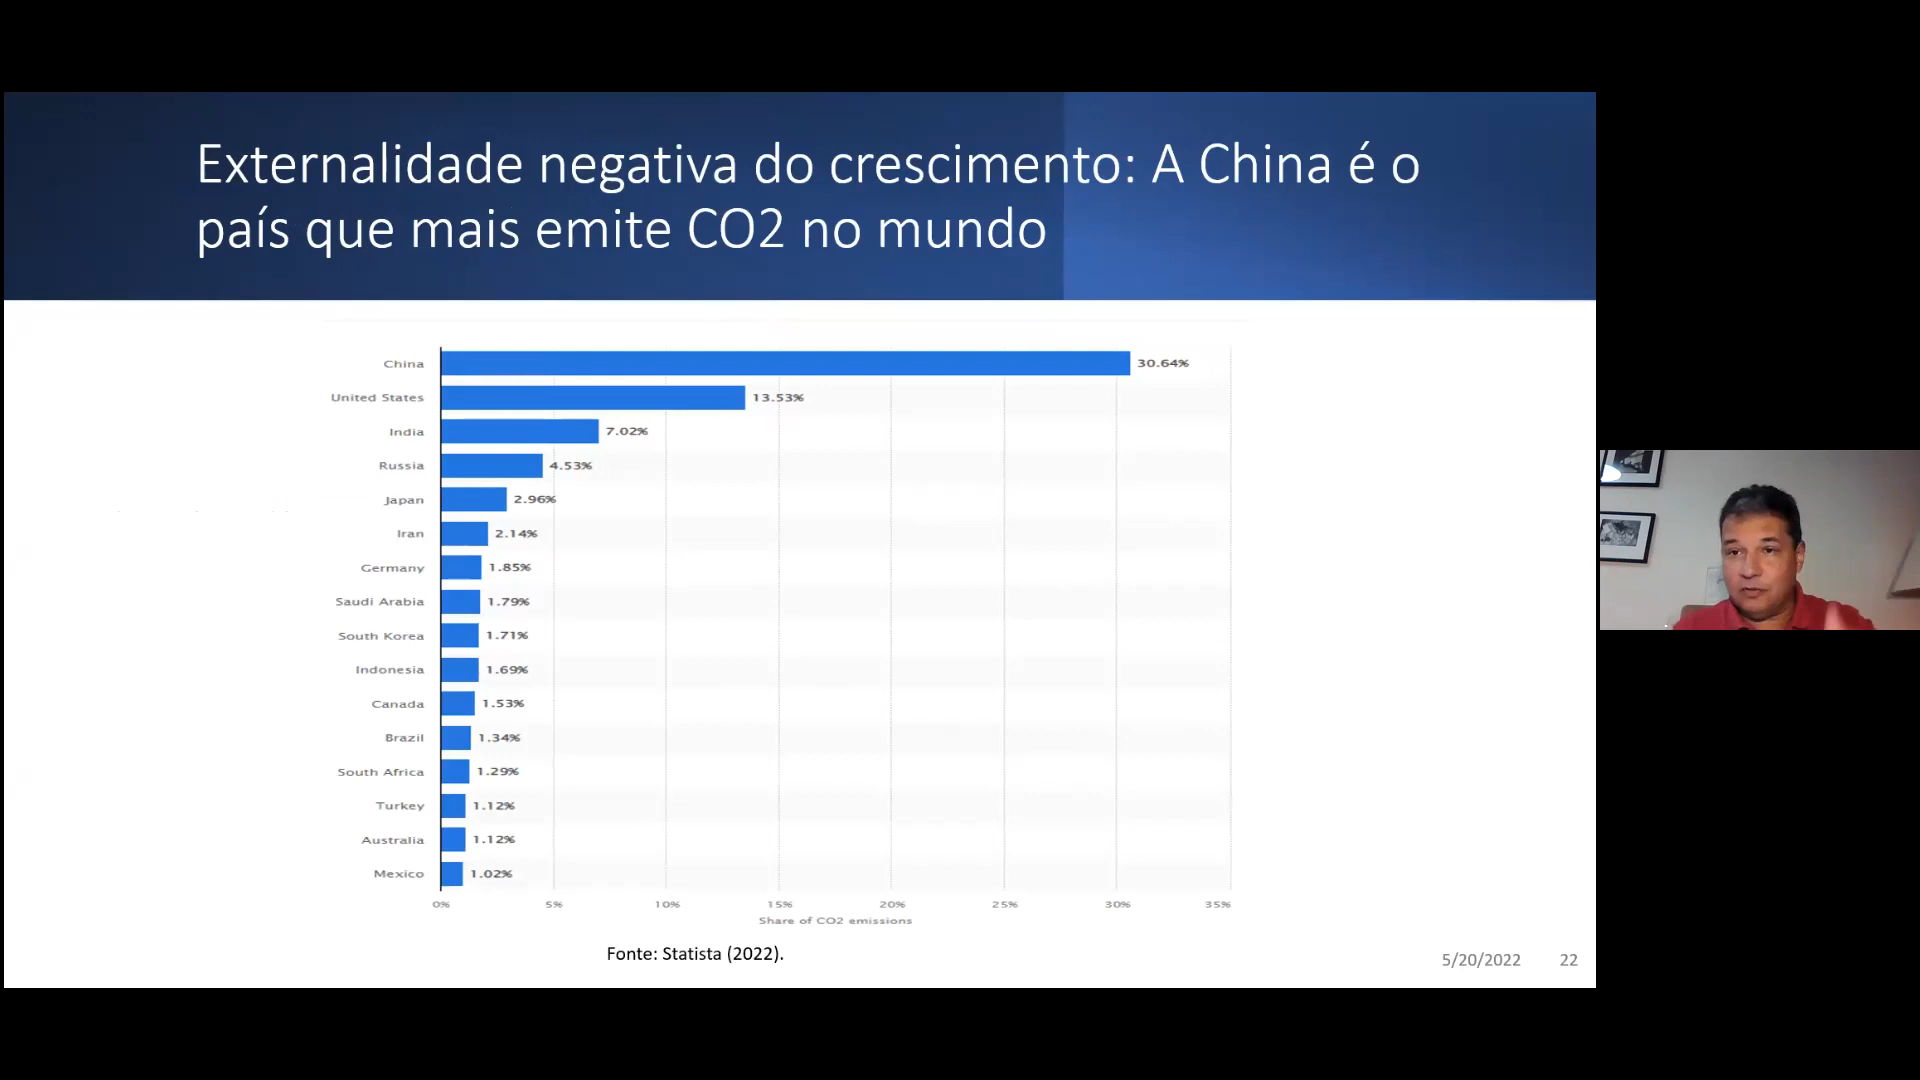 Externalidade negativa do crescimento: A China é o
país que mais emite CO2 no mundo
China 30.64%
United States 13.53%
India 7.02%
Russia 4.53%
Japan 2.96%
Iran 2.14%
Germany 1.85%
Saudi Arabia 1.79%
South Korea 1.71%
Indonesia 1.69%
Canada 1.53%
Brazil 1.34%
South Africa 1.29%
Turkey 1.12%
Australia 1.12%
Mexico 1.02%
0% 5% 10% 15% 20% 25% 30% 35%
Share of CO2 emissions
Fonte: Statista (2022).
5/20/2022 22